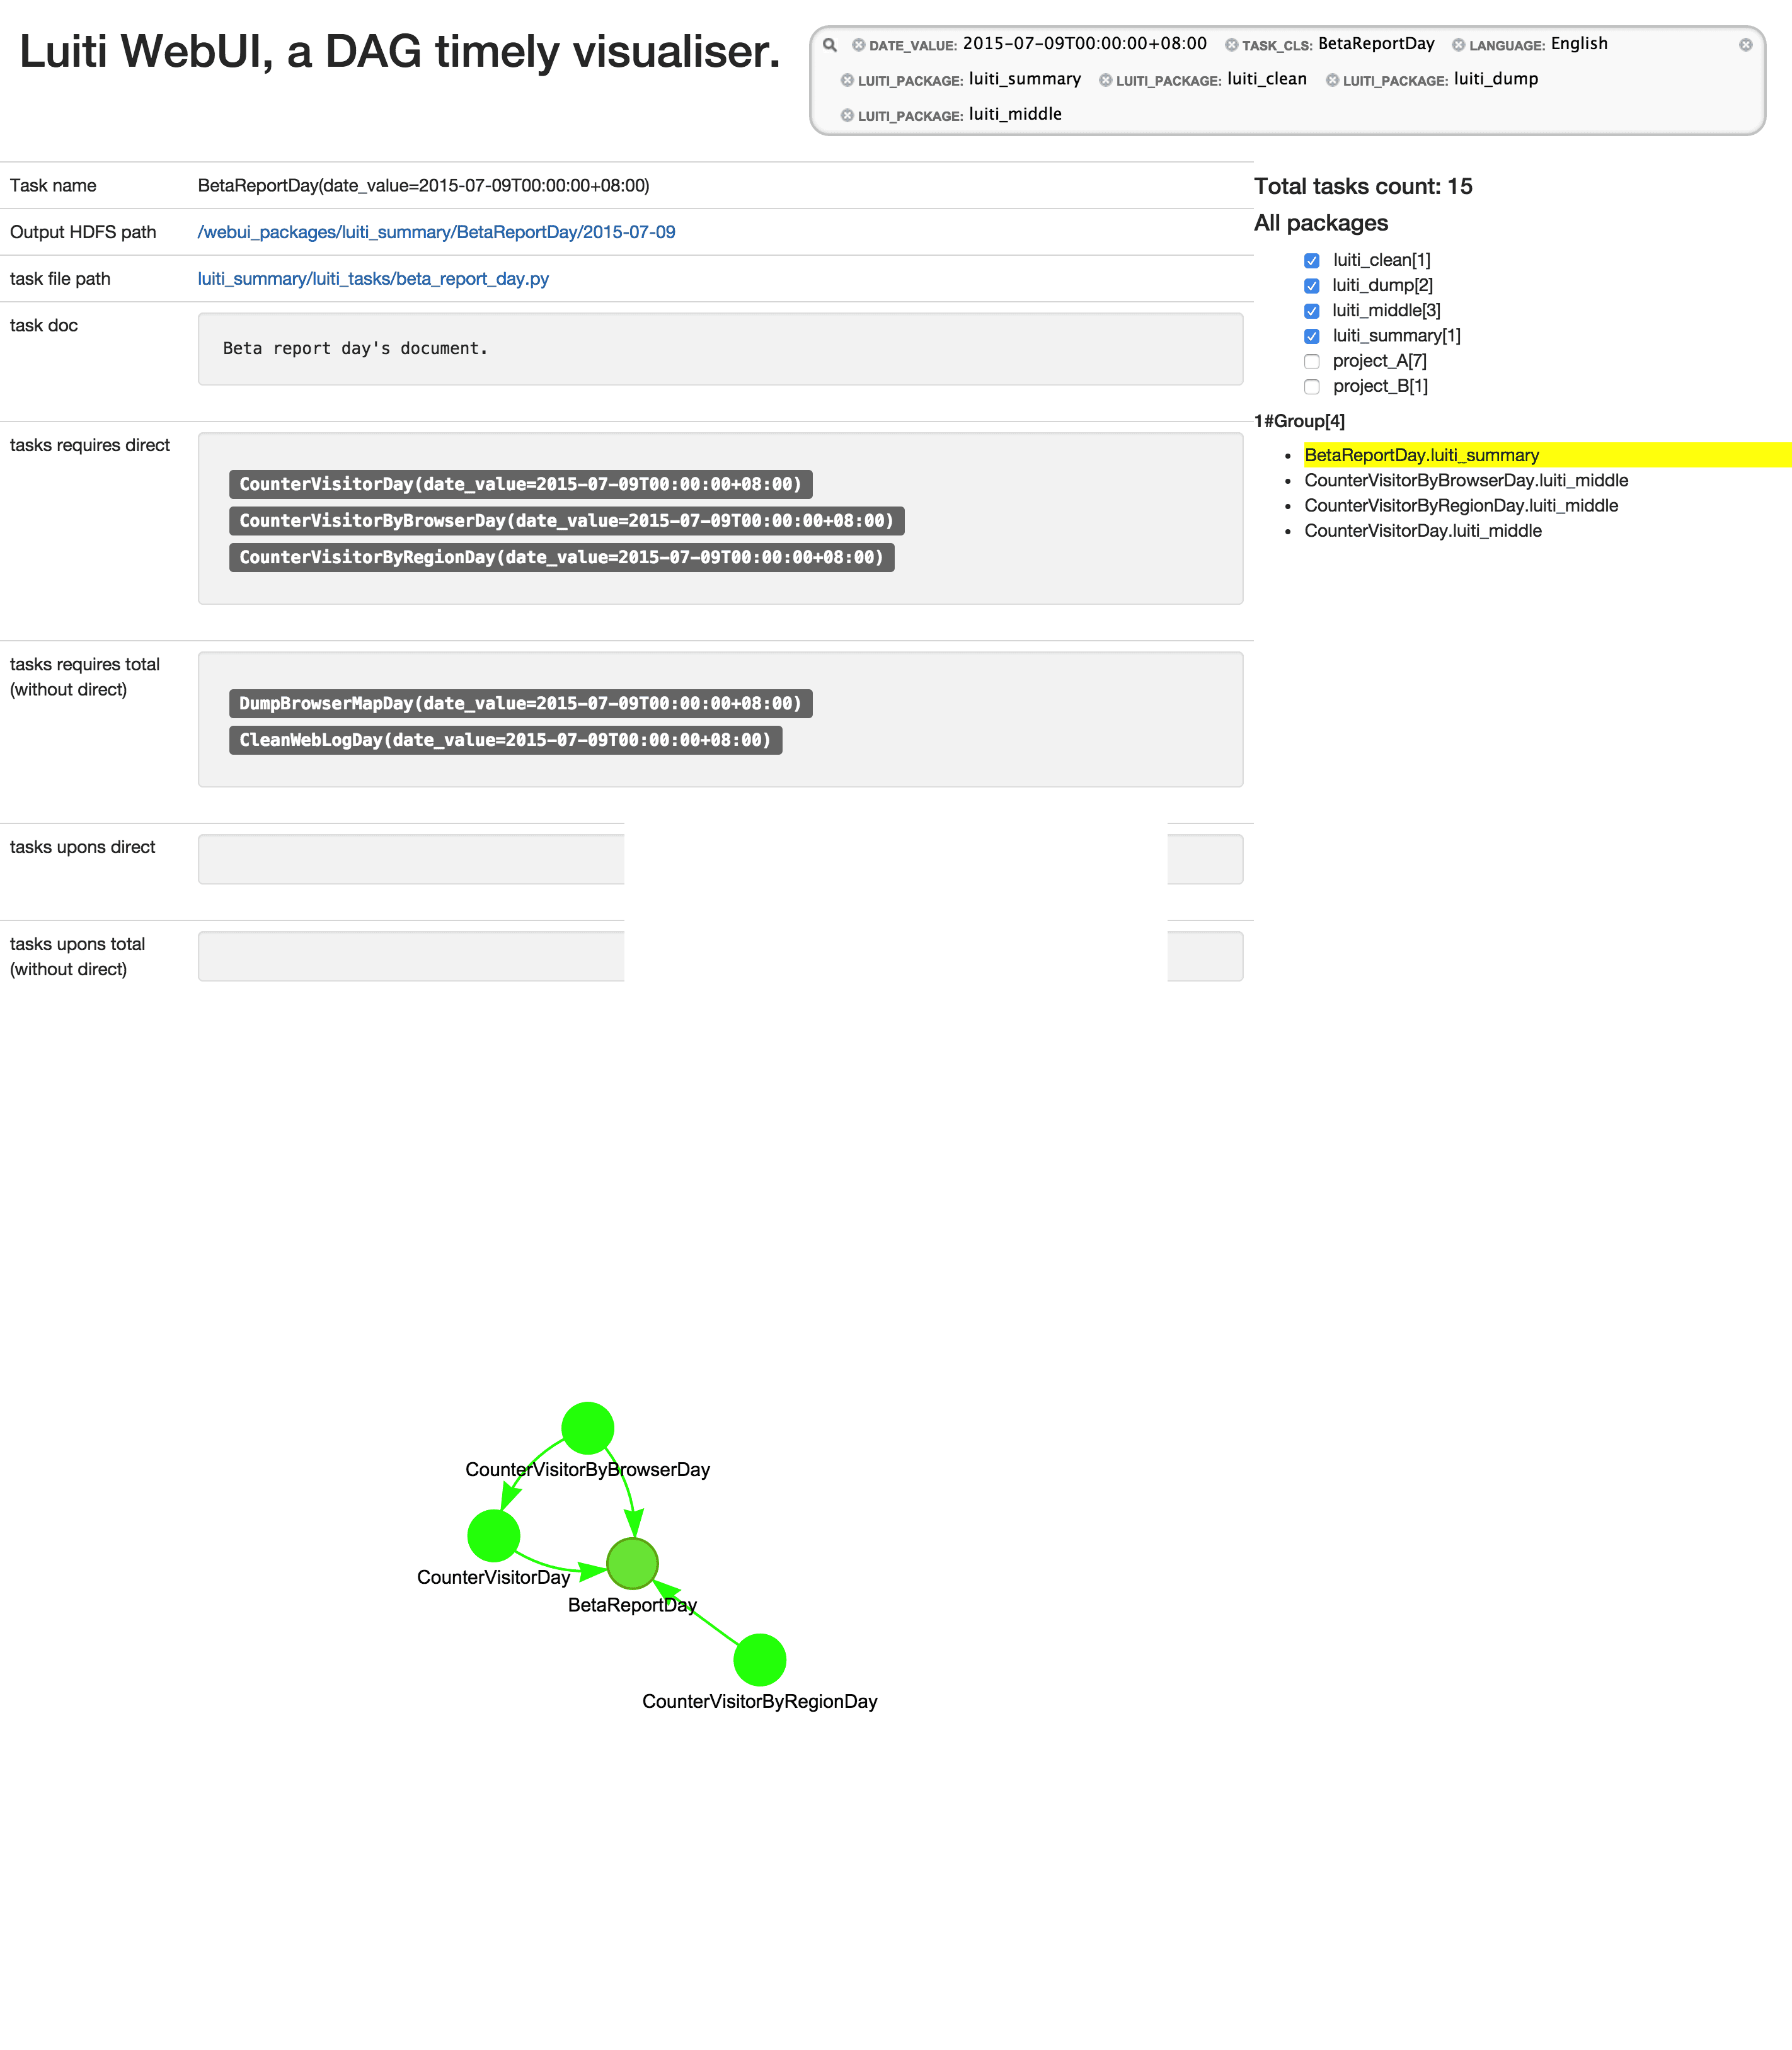 Luiti WebUI, a DAG timely visualiser.
DATE_VALUE: 2015-07-09T00:00:00+08:00 TASK_CLS: BetaReportDay LANGUAGE: English
LUITI_PACKAGE: luiti_summary LUITI_PACKAGE: luiti_clean LUITI_PACKAGE: luiti_dump
LUITI_PACKAGE: luiti_middle
Task name BetaReportDay(date_value=2015-07-09T00:00:00+08:00)
Output HDFS path /webui_packages/luiti_summary/BetaReportDay/2015-07-09
task file path luiti_summary/luiti_tasks/beta_report_day.py
task doc
Beta report day's document.
tasks requires direct
CounterVisitorDay(date_value=2015-07-09T00:00:00+08:00)
CounterVisitorByBrowserDay(date_value=2015-07-09T00:00:00+08:00)
CounterVisitorByRegionDay(date_value=2015-07-09T00:00:00+08:00)
tasks requires total
(without direct)
DumpBrowserMapDay(date_value=2015-07-09T00:00:00+08:00)
CleanWebLogDay(date_value=2015-07-09T00:00:00+08:00)
tasks upons direct
tasks upons total
(without direct)
Total tasks count: 15
All packages
luiti_clean[1]
luiti_dump[2]
luiti_middle[3]
luiti_summary[1]
project_A[7]
project_B[1]
1#Group[4]
BetaReportDay.luiti_summary
CounterVisitorByBrowserDay.luiti_middle
CounterVisitorByRegionDay.luiti_middle
CounterVisitorDay.luiti_middle
CounterVisitorByBrowserDay
CounterVisitorDay
BetaReportDay
CounterVisitorByRegionDay